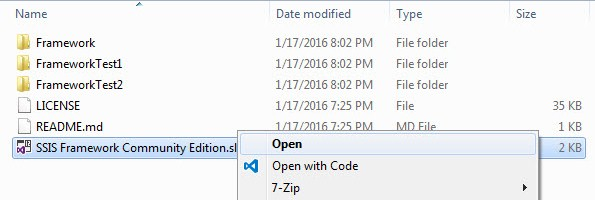 Name Date modified Type Size
Framework 1/17/2016 8:02 PM File folder
FrameworkTest1 1/17/2016 8:02 PM File folder
FrameworkTest2 1/17/2016 8:02 PM File folder
LICENSE 1/17/2016 7:25 PM File 35 KB
README.md 1/17/2016 7:25 PM MD File 1 KB
SSIS Framework Community Edition.sl 2 KB
Open
Open with Code
7-Zip